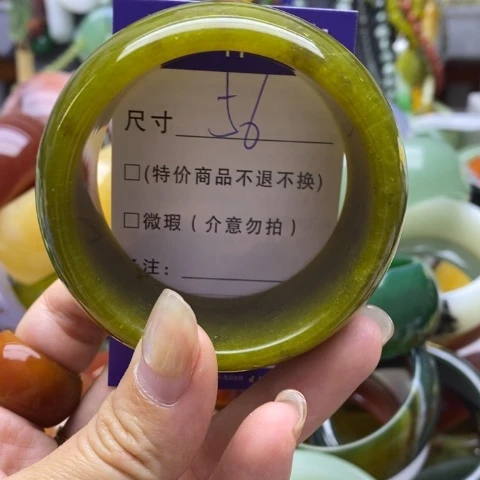 尺寸 56
□(特价商品不退不换)
□微瑕（介意勿拍）
注：